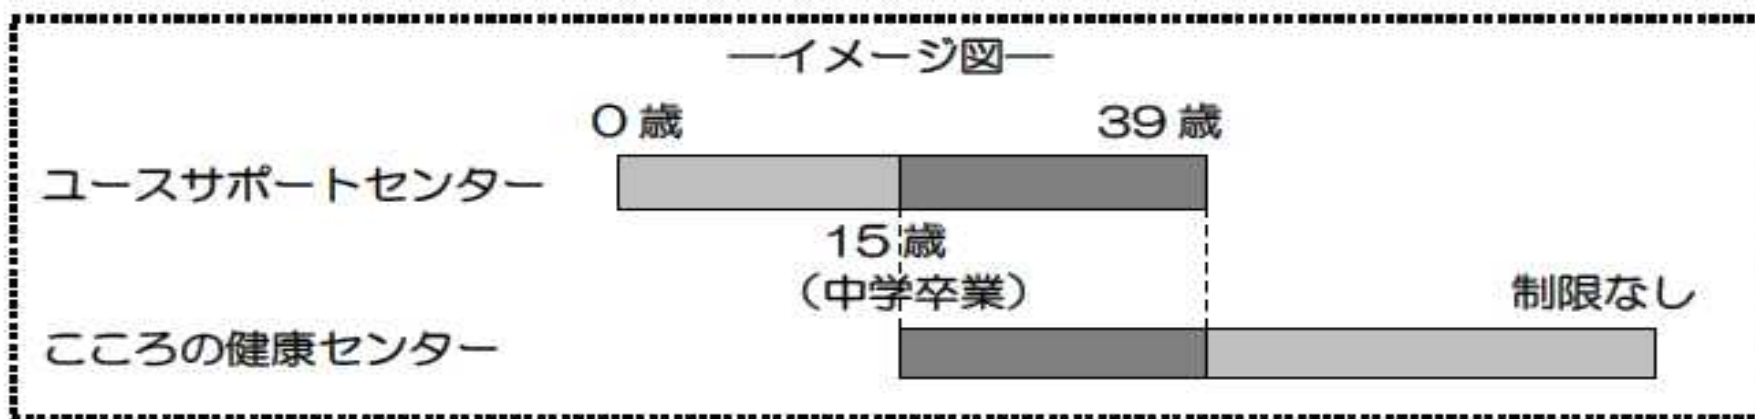 ―イメージ図―
0歳
39歳
ユースサポートセンター
15歳
（中学卒業）
制限なし
こころの健康センター